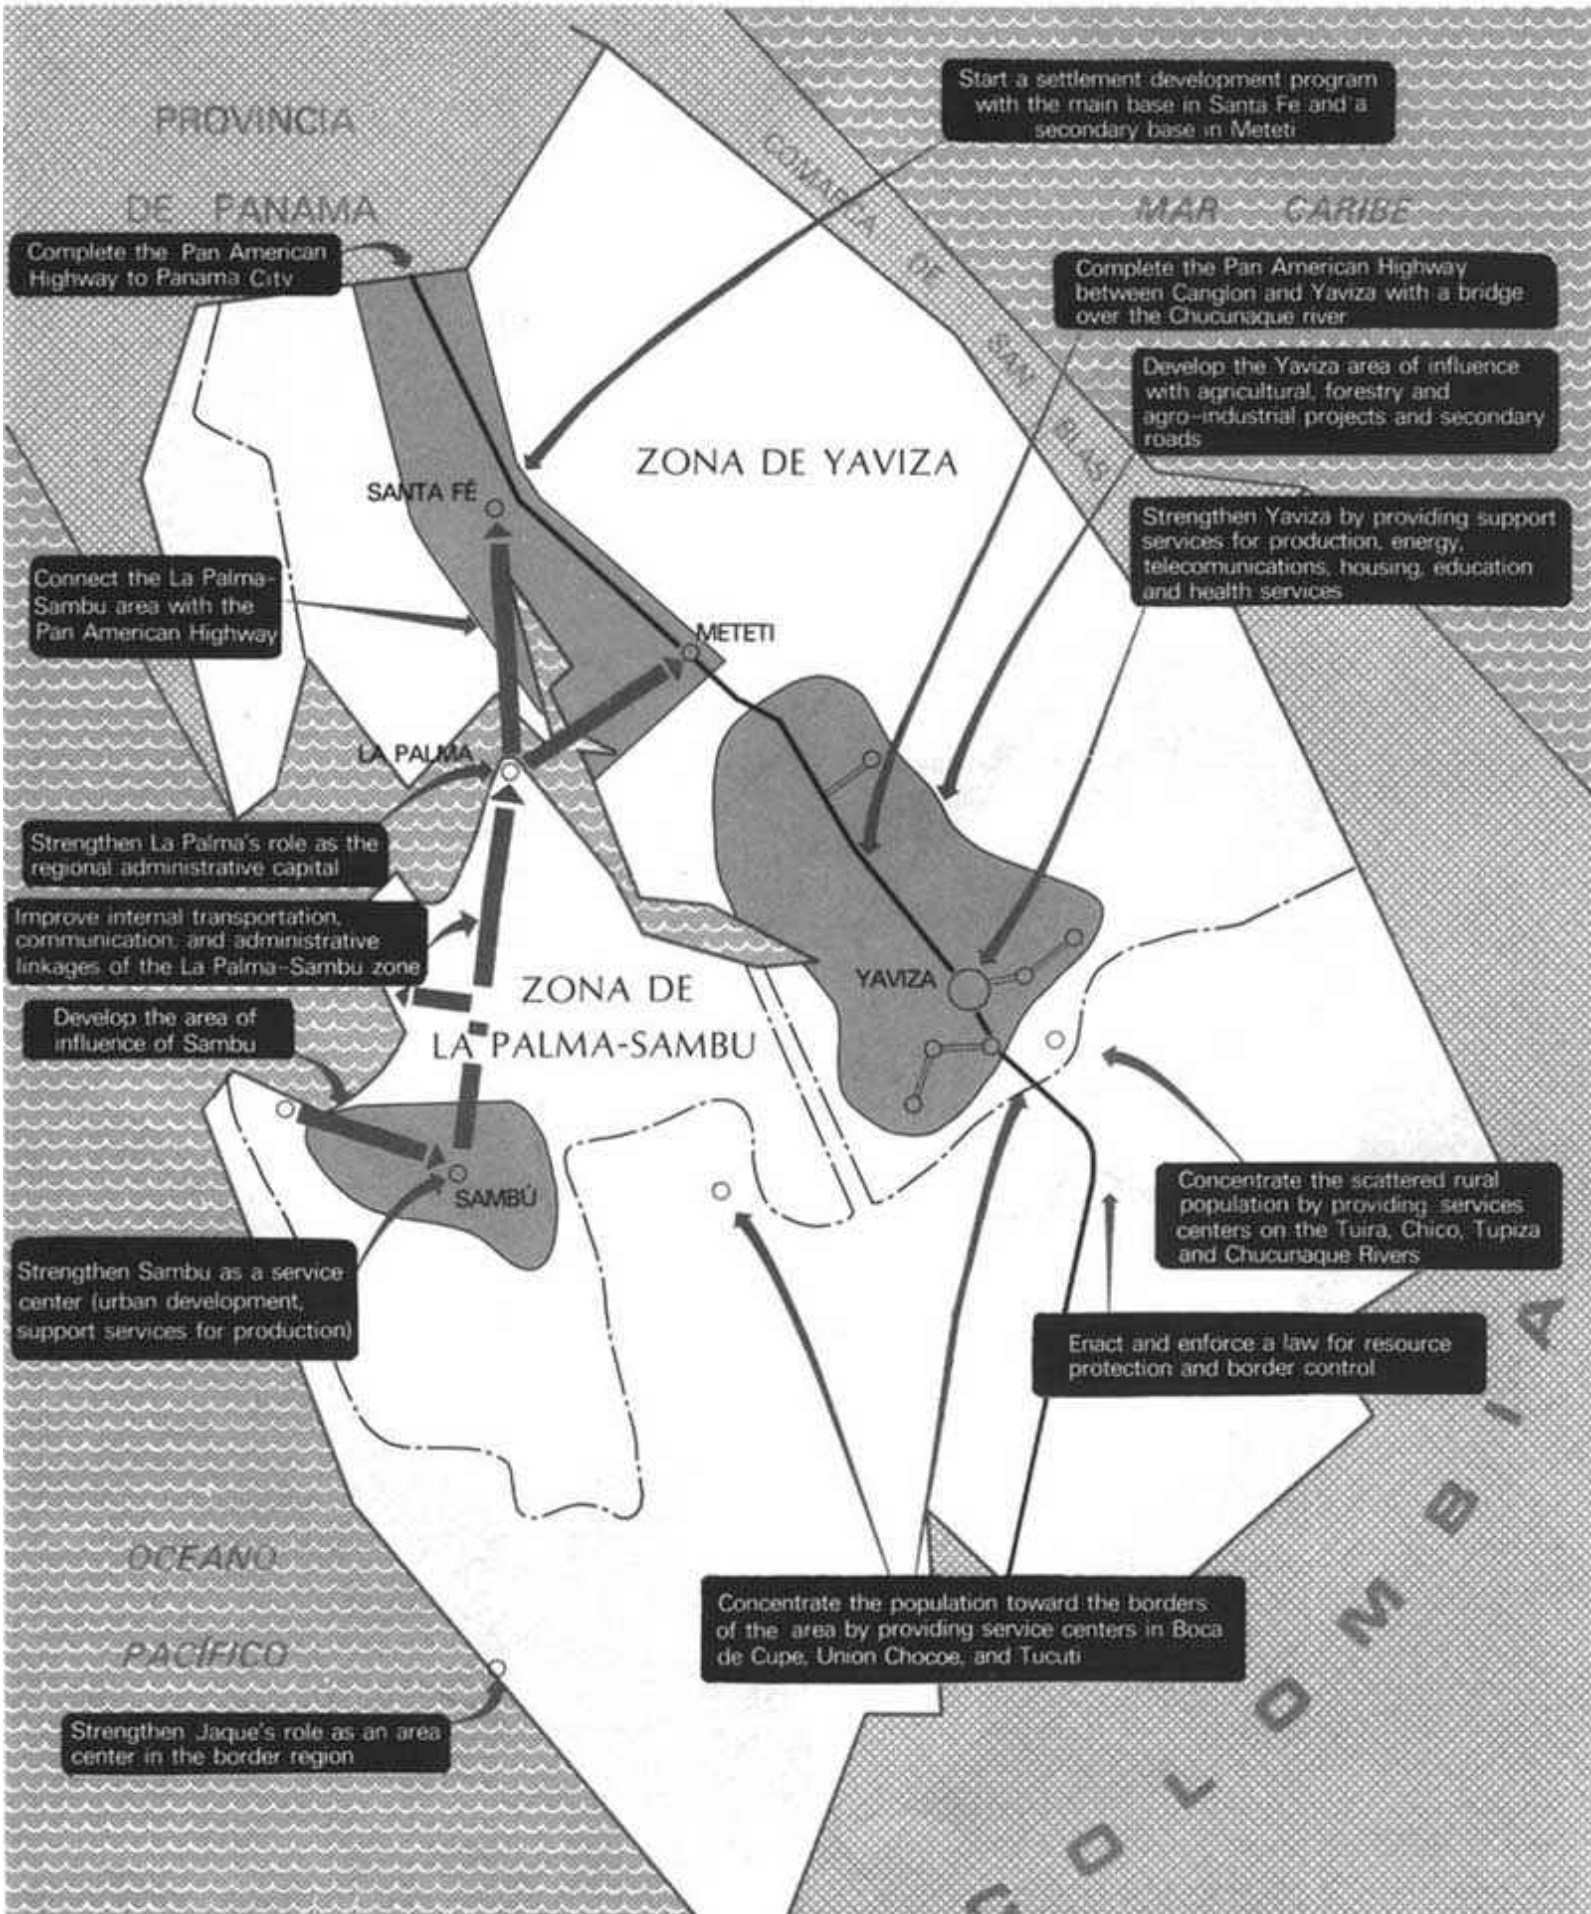 PROVINCIA
DE PANAMA
Complete the Pan American
Highway to Panama City
Start a settlement development program
with the main base in Santa Fe and a
secondary base in Meteti
COMARCA DE SAN BLAS
MAR CARIBE
Complete the Pan American Highway
between Canglon and Yaviza with a bridge
over the Chucunaque river
Develop the Yaviza area of influence
with agricultural, forestry and
agro-industrial projects and secondary
roads
Strengthen Yaviza by providing support
services for production, energy,
telecomunications, housing, education
and health services
ZONA DE YAVIZA
SANTA FÉ
Connect the La Palma-
Sambu area with the
Pan American Highway
METETI
LA PALMA
Strengthen La Palma's role as the
regional administrative capital
Improve internal transportation,
communication, and administrative
linkages of the La Palma-Sambu zone
YAVIZA
ZONA DE
LA PALMA-SAMBU
Develop the area of
influence of Sambu
SAMBÚ
Strengthen Sambu as a service
center (urban development,
support services for production)
Concentrate the scattered rural
population by providing services
centers on the Tuira, Chico, Tupiza
and Chucunaque Rivers
Enact and enforce a law for resource
protection and border control
COLOMBIA
Concentrate the population toward the borders
of the area by providing service centers in Boca
de Cupe, Union Chocoe, and Tucuti
OCEANO
PACÍFICO
Strengthen Jaque's role as an area
center in the border region